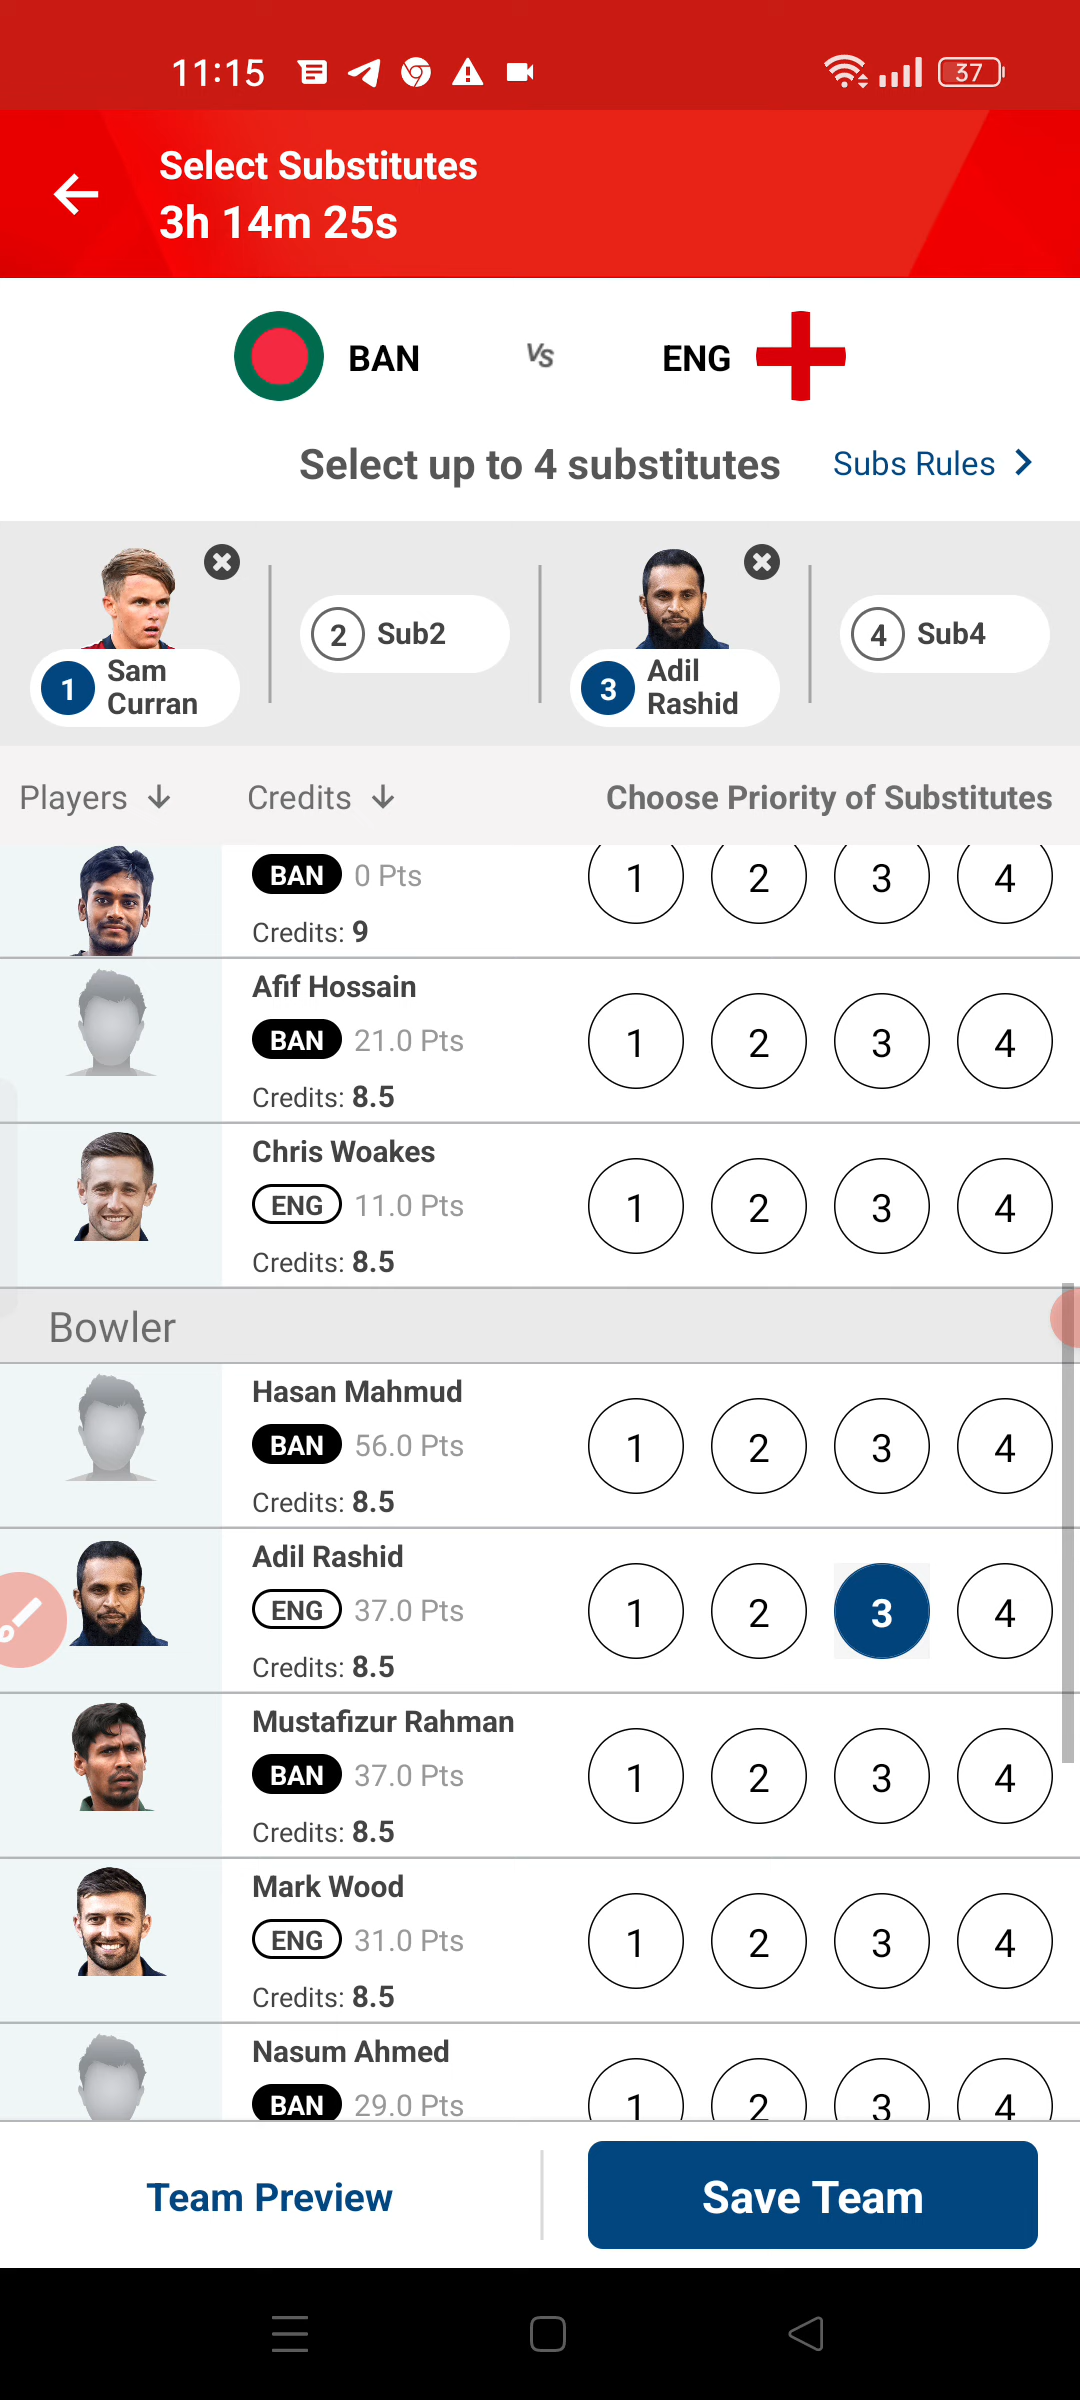 11:15
37
Select Substitutes
3h 14m 25s
BAN Vs ENG
Select up to 4 substitutes Subs Rules
1 Sam Curran
2 Sub2
3 Adil Rashid
4 Sub4
Players Credits Choose Priority of Substitutes
BAN 0 Pts 1 2 3 4
Credits: 9
Afif Hossain
BAN 21.0 Pts 1 2 3 4
Credits: 8.5
Chris Woakes
ENG 11.0 Pts 1 2 3 4
Credits: 8.5
Bowler
Hasan Mahmud
BAN 56.0 Pts 1 2 3 4
Credits: 8.5
Adil Rashid
ENG 37.0 Pts 1 2 3 4
Credits: 8.5
Mustafizur Rahman
BAN 37.0 Pts 1 2 3 4
Credits: 8.5
Mark Wood
ENG 31.0 Pts 1 2 3 4
Credits: 8.5
Nasum Ahmed
BAN 29.0 Pts 1 2 3 4
Team Preview Save Team